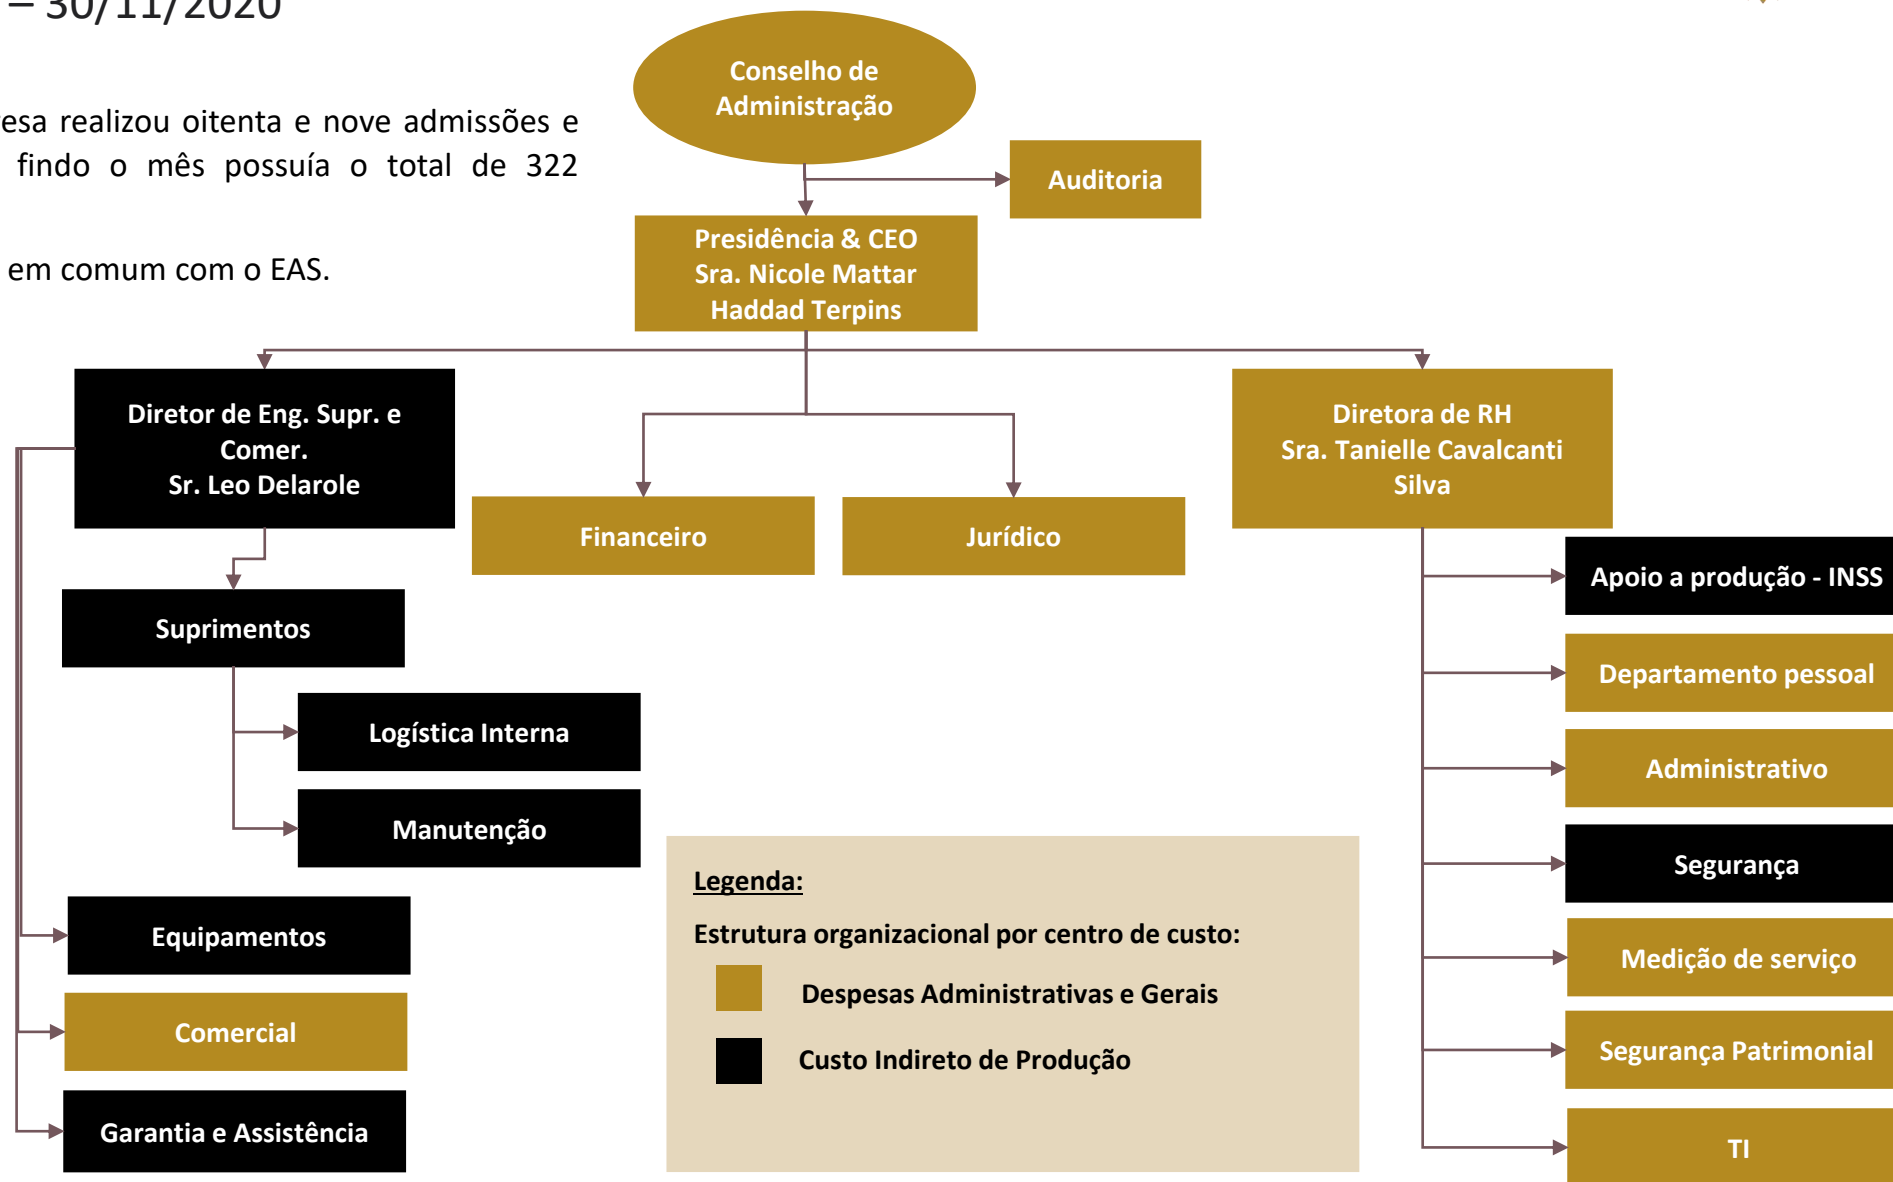 – 30/11/2020
esa realizou oitenta e nove admissões e
findo o mês possuía o total de 322
em comum com o EAS.
Conselho de
Administração
Auditoria
Presidência & CEO
Sra. Nicole Mattar
Haddad Terpins
Diretor de Eng. Supr. e
Comer.
Sr. Leo Delarole
Diretora de RH
Sra. Tanielle Cavalcanti
Silva
Financeiro
Jurídico
Suprimentos
Logística Interna
Manutenção
Equipamentos
Comercial
Garantia e Assistência
Apoio a produção - INSS
Departamento pessoal
Administrativo
Segurança
Medição de serviço
Segurança Patrimonial
TI
Legenda:
Estrutura organizacional por centro de custo:
Despesas Administrativas e Gerais
Custo Indireto de Produção